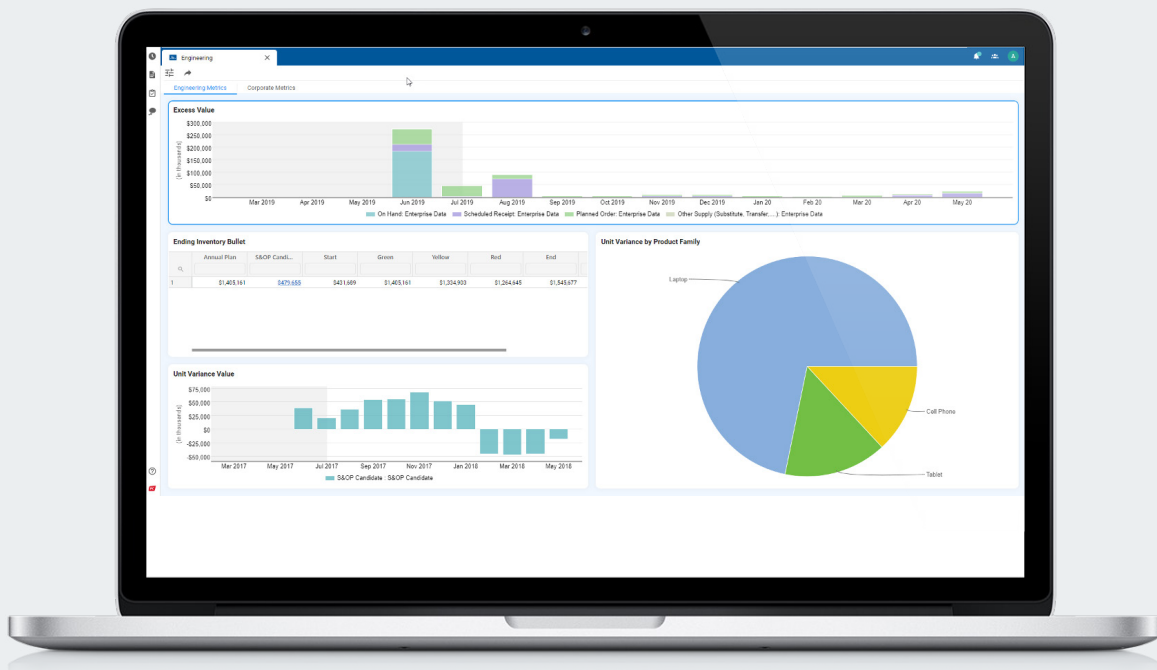 Engineering
A
Engineering Metrics Corporate Metrics
Excess Value
[in thousands]
$300,000
$250,000
$200,000
$150,000
$100,000
$50,000
$0
Mar 2019 Apr 2019 May 2019 Jun 2019 Jul 2019 Aug 2019 Sep 2019 Oct 2019 Nov 2019 Dec 2019 Jan 20 Feb 20 Mar 20 Apr 20 May 20
On Hand: Enterprise Data Scheduled Receipt: Enterprise Data Planned Order: Enterprise Data Other Supply (Substitute, Transfer,...): Enterprise Data
Ending Inventory Bullet
Annual Plan S&OP Candi... Start Green Yellow Red End
1 $1,405,161 $479,655 $431,689 $1,405,161 $1,334,903 $1,264,645 $1,545,677
Unit Variance Value
[in thousands]
$75,000
$50,000
$25,000
$0
-$25,000
-$50,000
Mar 2017 May 2017 Jul 2017 Sep 2017 Nov 2017 Jan 2018 Mar 2018 May 2018
S&OP Candidate : S&OP Candidate
Unit Variance by Product Family
Laptop
Cell Phone
Tablet